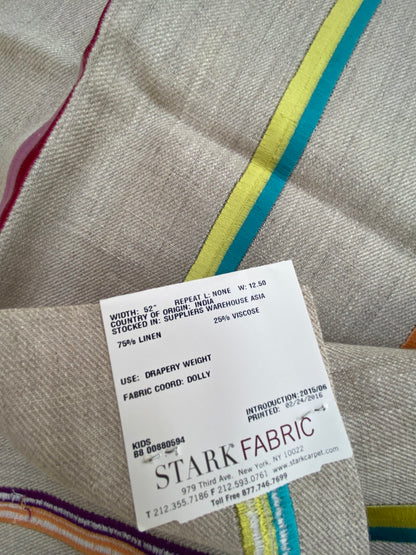 WIDTH: 52" REPEAT L: NONE W: 12.50
COUNTRY OF ORIGIN: INDIA
STOCKED IN: SUPPLIERS WAREHOUSE ASIA
75% LINEN 25% VISCOSE
USE: DRAPERY WEIGHT
FABRIC COORD: DOLLY
INTRODUCTION: 2015/06
PRINTED: 02/24/2016
KIDS
B8 00880594
STARK FABRIC
979 Third Ave. New York, NY 10022
T 212.355.7186 F 212.593.0761 www.starkcarpet.com
Toll Free 877.746.7699